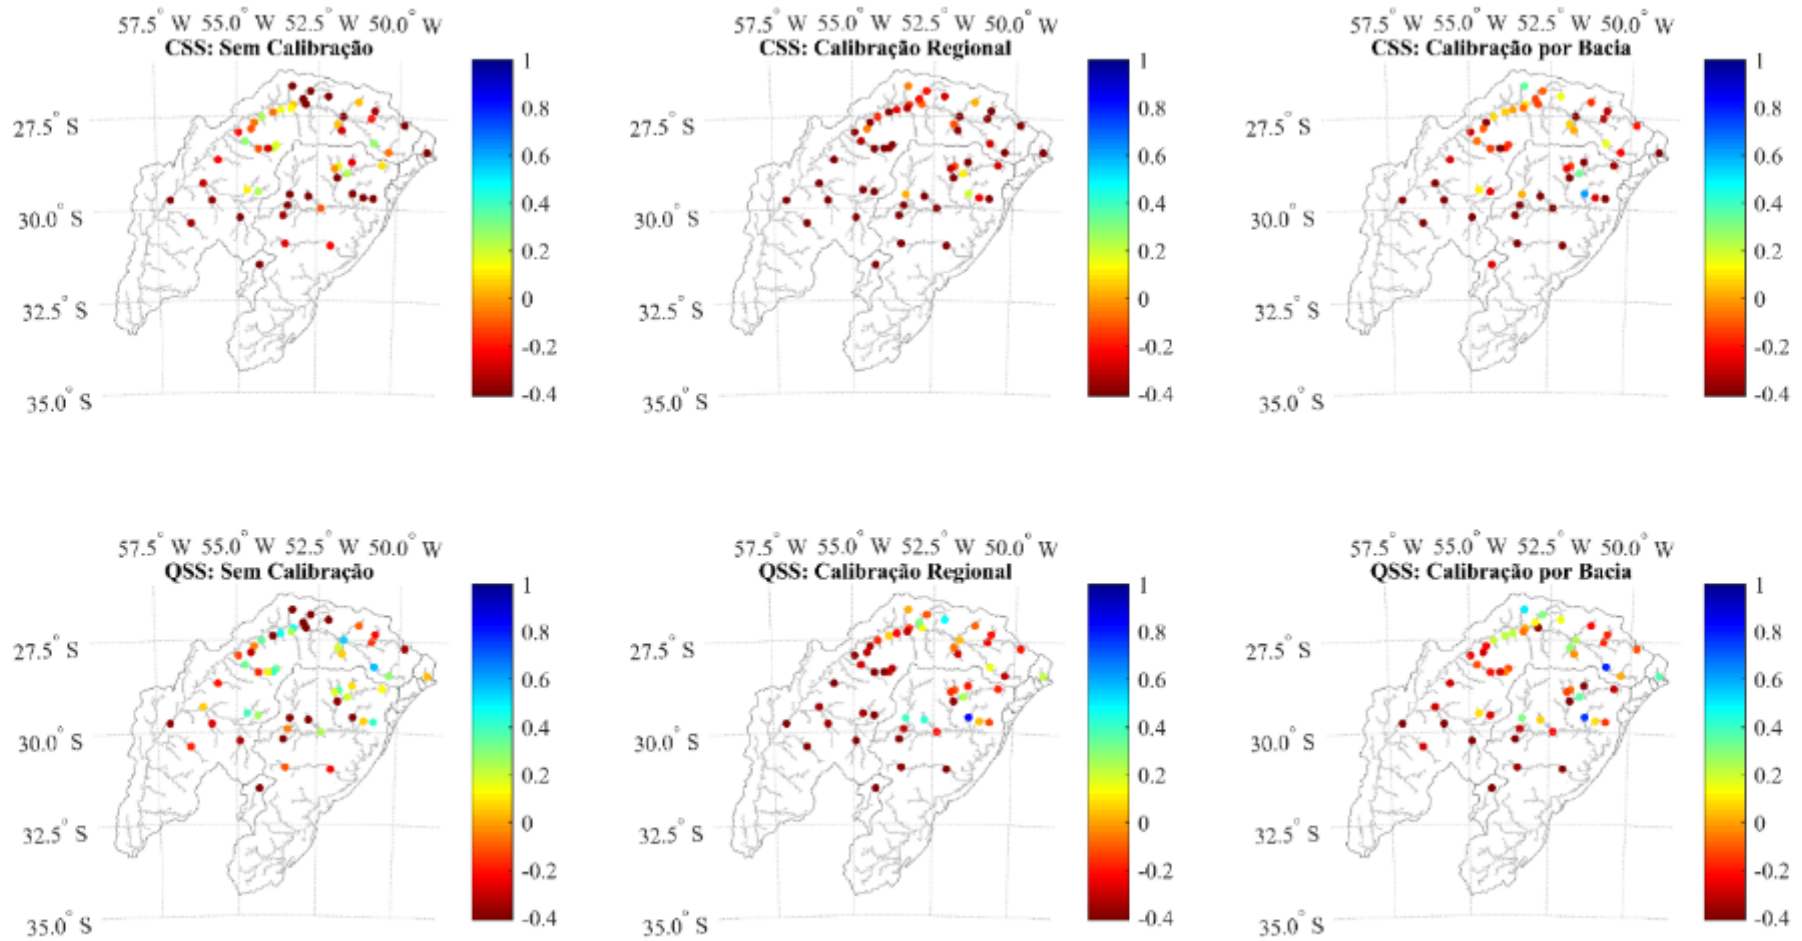 57.5° W 55.0° W 52.5° W 50.0° W
CSS: Sem Calibração
1
0.8
0.6
0.4
0.2
0
-0.2
-0.4
27.5° S
30.0° S
32.5° S
35.0° S
57.5° W 55.0° W 52.5° W 50.0° W
CSS: Calibração Regional
1
0.8
0.6
0.4
0.2
0
-0.2
-0.4
27.5° S
30.0° S
32.5° S
35.0° S
57.5° W 55.0° W 52.5° W 50.0° W
CSS: Calibração por Bacia
1
0.8
0.6
0.4
0.2
0
-0.2
-0.4
27.5° S
30.0° S
32.5° S
35.0° S
57.5° W 55.0° W 52.5° W 50.0° W
QSS: Sem Calibração
1
0.8
0.6
0.4
0.2
0
-0.2
-0.4
27.5° S
30.0° S
32.5° S
35.0° S
57.5° W 55.0° W 52.5° W 50.0° W
QSS: Calibração Regional
1
0.8
0.6
0.4
0.2
0
-0.2
-0.4
27.5° S
30.0° S
32.5° S
35.0° S
57.5° W 55.0° W 52.5° W 50.0° W
QSS: Calibração por Bacia
1
0.8
0.6
0.4
0.2
0
-0.2
-0.4
27.5° S
30.0° S
32.5° S
35.0° S